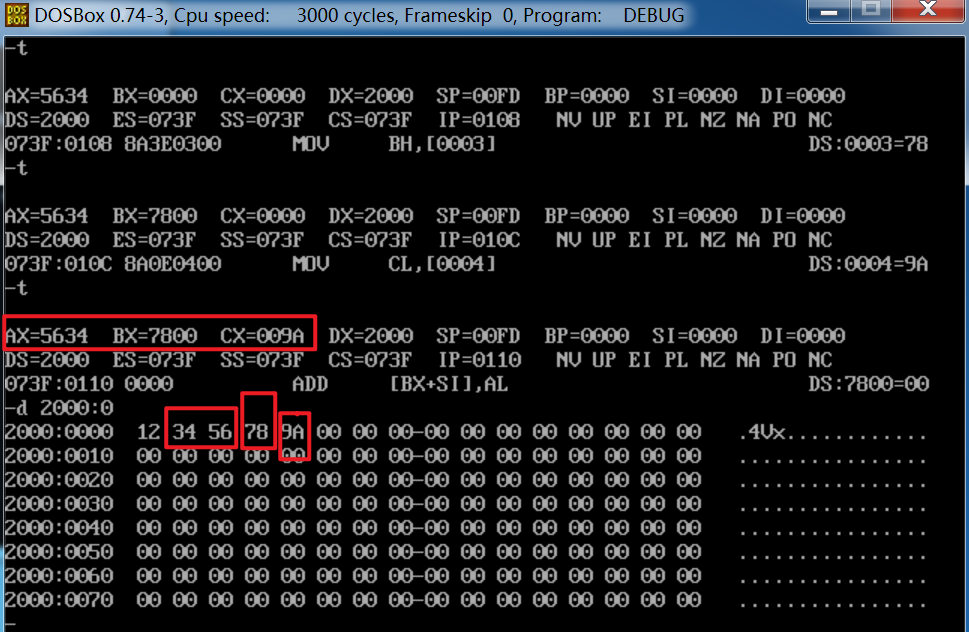 DOSBox 0.74-3, Cpu speed: 3000 cycles, Frameskip 0, Program: DEBUG
-t
AX=5634 BX=0000 CX=0000 DX=2000 SP=00FD BP=0000 SI=0000 DI=0000
DS=2000 ES=073F SS=073F CS=073F IP=0108 NV UP EI PL NZ NA PO NC
073F:0108 8A3E0300 MOV BH,[0003] DS:0003=78
-t
AX=5634 BX=7800 CX=0000 DX=2000 SP=00FD BP=0000 SI=0000 DI=0000
DS=2000 ES=073F SS=073F CS=073F IP=010C NV UP EI PL NZ NA PO NC
073F:010C 8A0E0400 MOV CL,[0004] DS:0004=9A
-t
AX=5634 BX=7800 CX=009A DX=2000 SP=00FD BP=0000 SI=0000 DI=0000
DS=2000 ES=073F SS=073F CS=073F IP=0110 NV UP EI PL NZ NA PO NC
073F:0110 0000 ADD [BX+SI],AL DS:7800=00
-d 2000:0
2000:0000 12 34 56 78 9A 00 00 00-00 00 00 00 00 00 00 00 .4Vx............
2000:0010 00 00 00 00 00 00 00 00-00 00 00 00 00 00 00 00 ................
2000:0020 00 00 00 00 00 00 00 00-00 00 00 00 00 00 00 00 ................
2000:0030 00 00 00 00 00 00 00 00-00 00 00 00 00 00 00 00 ................
2000:0040 00 00 00 00 00 00 00 00-00 00 00 00 00 00 00 00 ................
2000:0050 00 00 00 00 00 00 00 00-00 00 00 00 00 00 00 00 ................
2000:0060 00 00 00 00 00 00 00 00-00 00 00 00 00 00 00 00 ................
2000:0070 00 00 00 00 00 00 00 00-00 00 00 00 00 00 00 00 ................
-